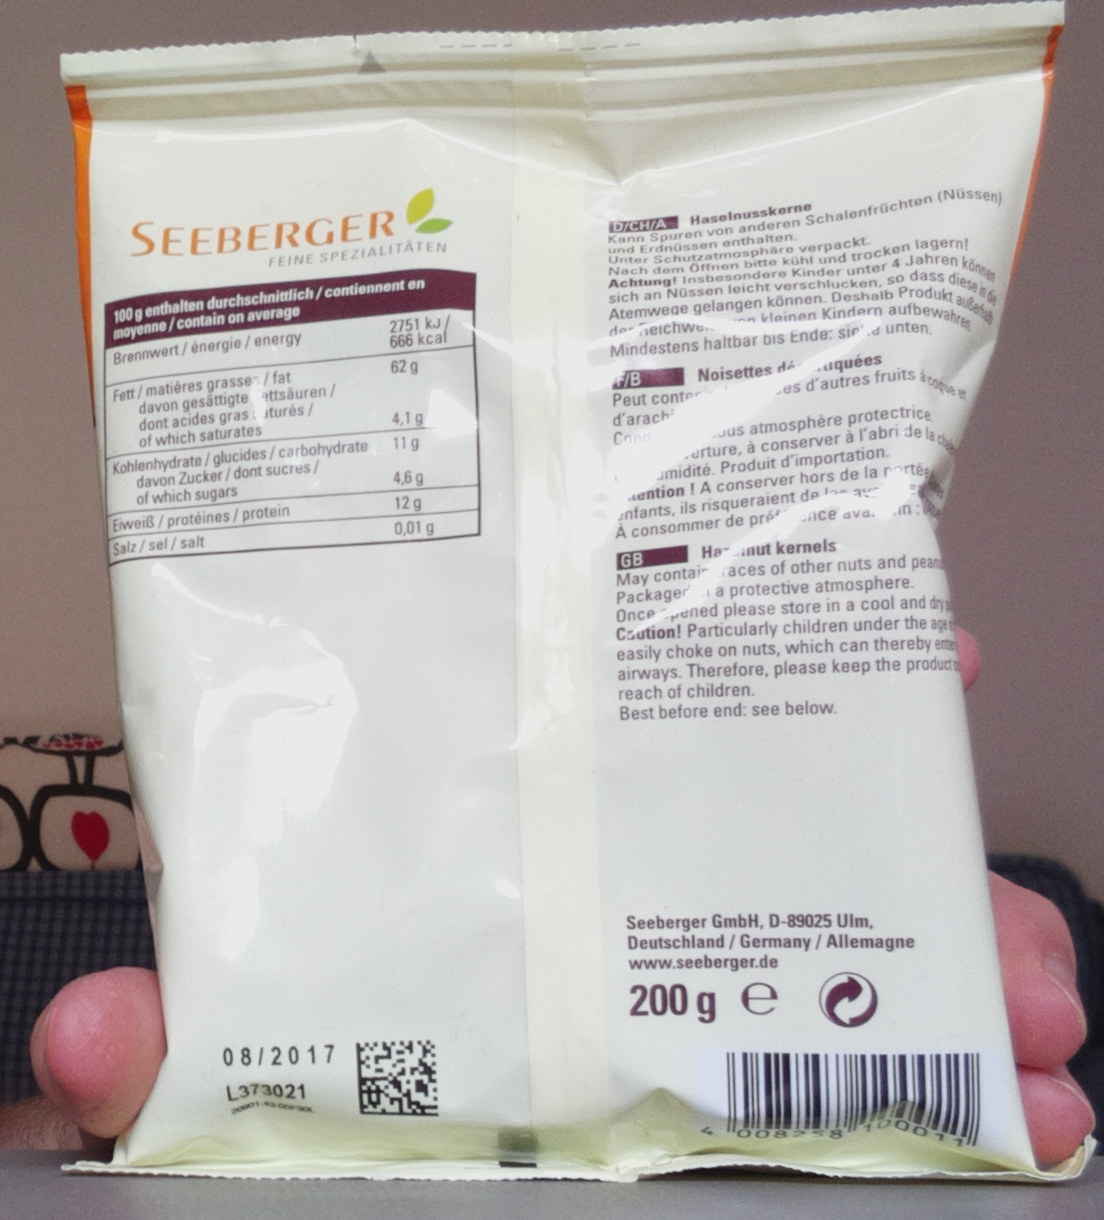 SEEBERGER
FEINE SPEZIALITÄTEN
100 g enthalten durchschnittlich / contiennent en
moyenne / contain on average
Brennwert / énergie / energy 2751 kJ /
666 kcal
Fett / matières grasses / fat 62 g
davon gesättigte
dont acides gras /
of which saturates 4,1 g
Kohlenhydrate / glucides / carbohydrate 11 g
davon Zucker / dont sucres /
of which sugars 4,6 g
Eiweiß / protéines / protein 12 g
Salz / sel / salt 0,01 g
D/CH/A Haselnusskerne
Kann Spuren von anderen Schalenfrüchten (Nüssen)
und Erdnüssen enthalten.
Unter Schutzatmosphäre verpackt.
Nach dem Öffnen bitte kühl und trocken lagern!
Achtung! Insbesondere Kinder unter 4 Jahren können
sich an Nüssen leicht verschlucken, so dass diese in die
Atemwege gelangen können. Deshalb Produkt außerhalb
der kleinen Kindern aufbewahren.
Mindestens haltbar bis Ende: unten.
F/B Noisettes
Peut d'autres fruits à coque et
atmosphère protectrice.
à conserver à l'abri de la
Produit d'importation.
! A conserver hors de la
enfants, ils risqueraient de
À consommer de
GB kernels
May contain of other nuts and
a protective atmosphere.
Once please store in a cool and dry
Caution! Particularly children under the age
easily choke on nuts, which can thereby
airways. Therefore, please keep the product
reach of children.
Best before end: see below.
Seeberger GmbH, D-89025 Ulm,
Deutschland / Germany / Allemagne
www.seeberger.de
200 g e
08/2017
L373021